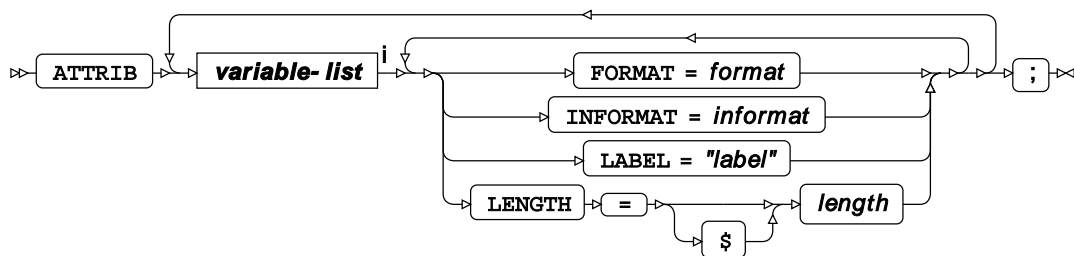 ATTRIB variable- list i FORMAT = format ;
INFORMAT = informat
LABEL = "label"
LENGTH = length
$